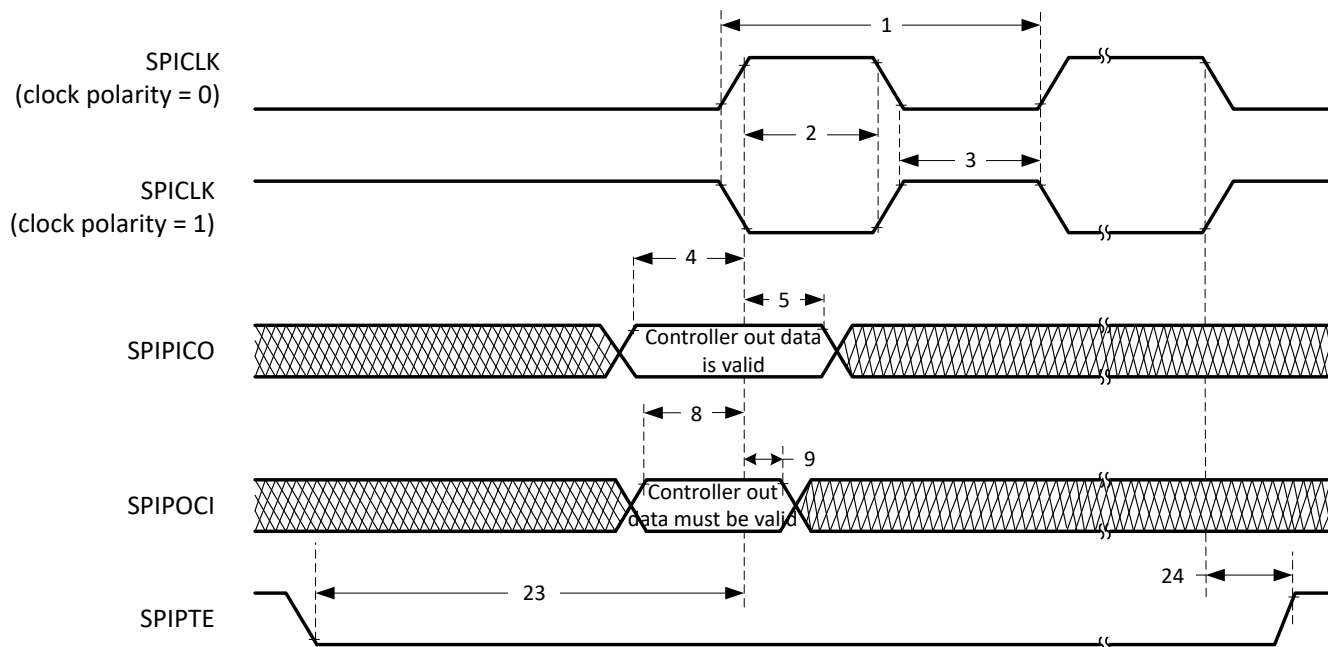 1
SPICLK
(clock polarity = 0)
2
3
SPICLK
(clock polarity = 1)
4
5
SPIPICO
Controller out data
is valid
8
9
SPIPOCI
Controller out
data must be valid
23
24
SPIPTE